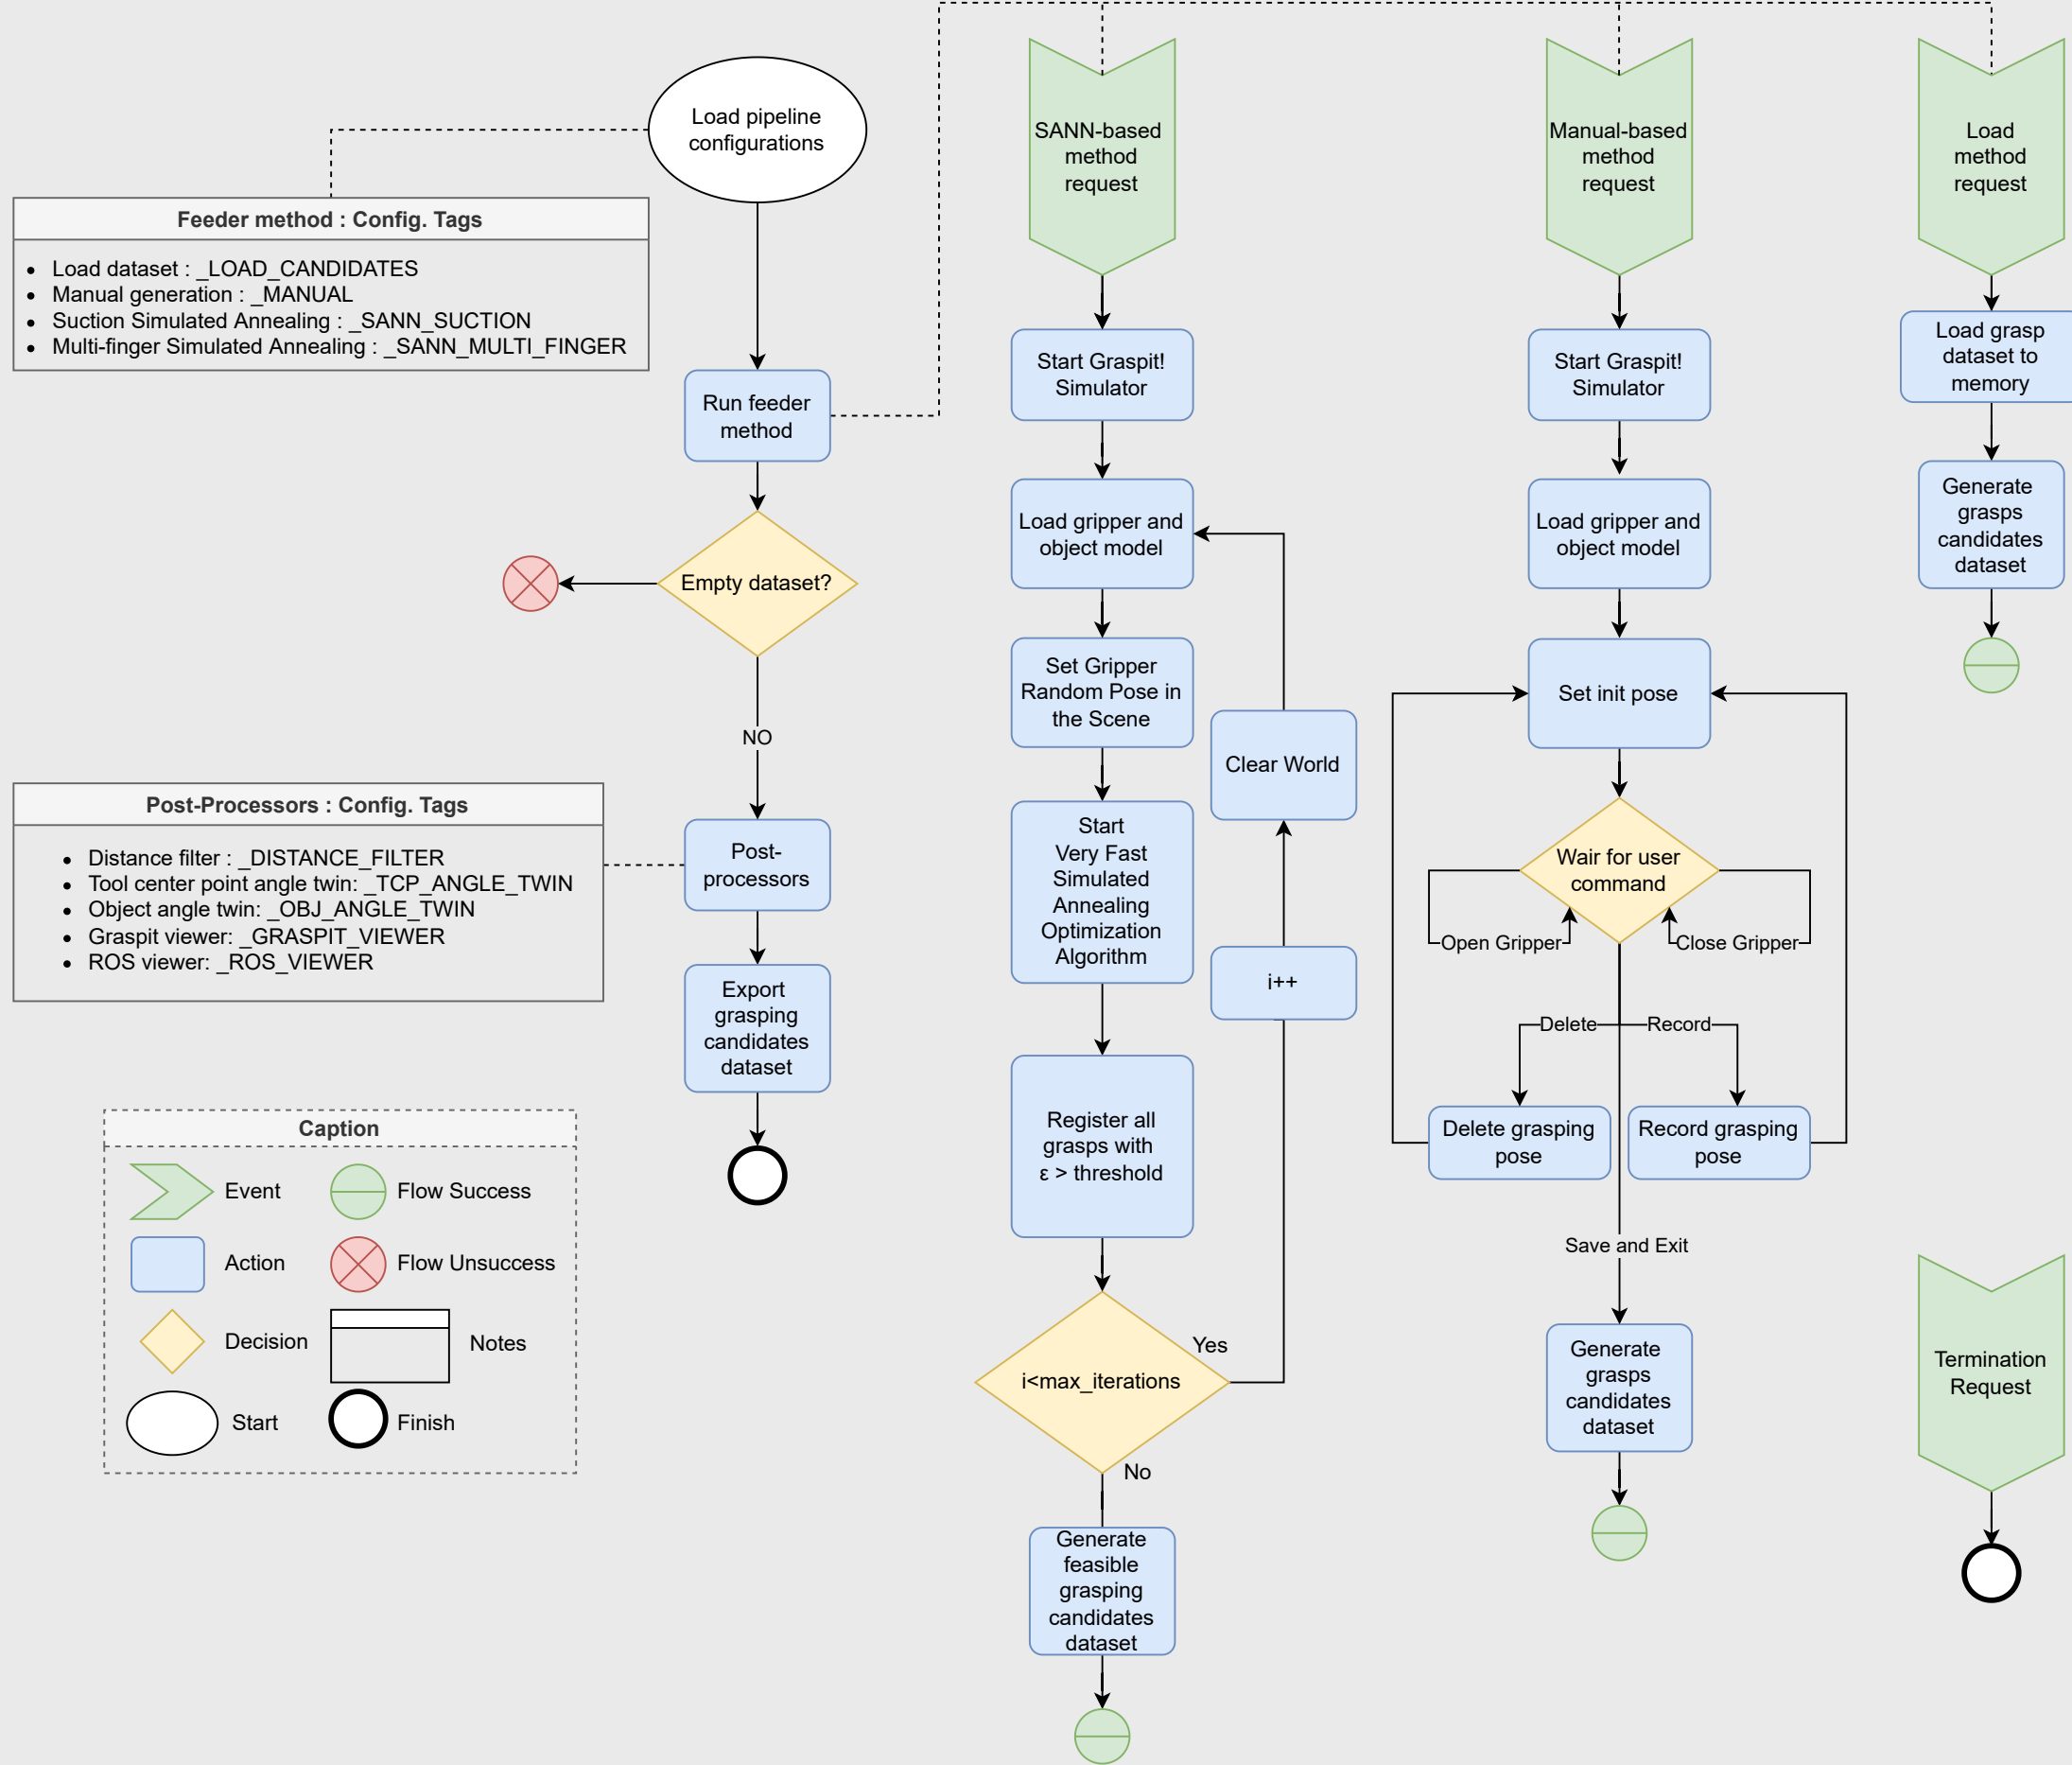 Load pipeline
configurations
Feeder method : Config. Tags
Load dataset : _LOAD_CANDIDATES
Manual generation : _MANUAL
Suction Simulated Annealing : _SANN_SUCTION
Multi-finger Simulated Annealing : _SANN_MULTI_FINGER
Run feeder
method
Empty dataset?
NO
Post-Processors : Config. Tags
Distance filter : _DISTANCE_FILTER
Tool center point angle twin: _TCP_ANGLE_TWIN
Object angle twin: _OBJ_ANGLE_TWIN
Graspit viewer: _GRASPIT_VIEWER
ROS viewer: _ROS_VIEWER
Post-
processors
Export
grasping
candidates
dataset
Caption
Event
Flow Success
Action
Flow Unsuccess
Decision
Notes
Start
Finish
SANN-based
method
request
Start Graspit!
Simulator
Load gripper and
object model
Set Gripper
Random Pose in
the Scene
Clear World
Start
Very Fast
Simulated
Annealing
Optimization
Algorithm
i++
Register all
grasps with
ε > threshold
Yes
i<max_iterations
No
Generate
feasible
grasping
candidates
dataset
Manual-based
method
request
Start Graspit!
Simulator
Load gripper and
object model
Set init pose
Wair for user
command
Open Gripper
Close Gripper
Delete
Record
Delete grasping
pose
Record grasping
pose
Save and Exit
Generate
grasps
candidates
dataset
Load
method
request
Load grasp
dataset to
memory
Generate
grasps
candidates
dataset
Termination
Request